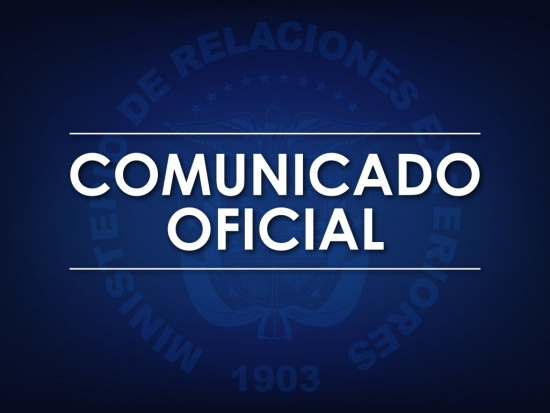 MINISTERIO DE RELACIONES EXTERIORES
COMUNICADO
OFICIAL
1903